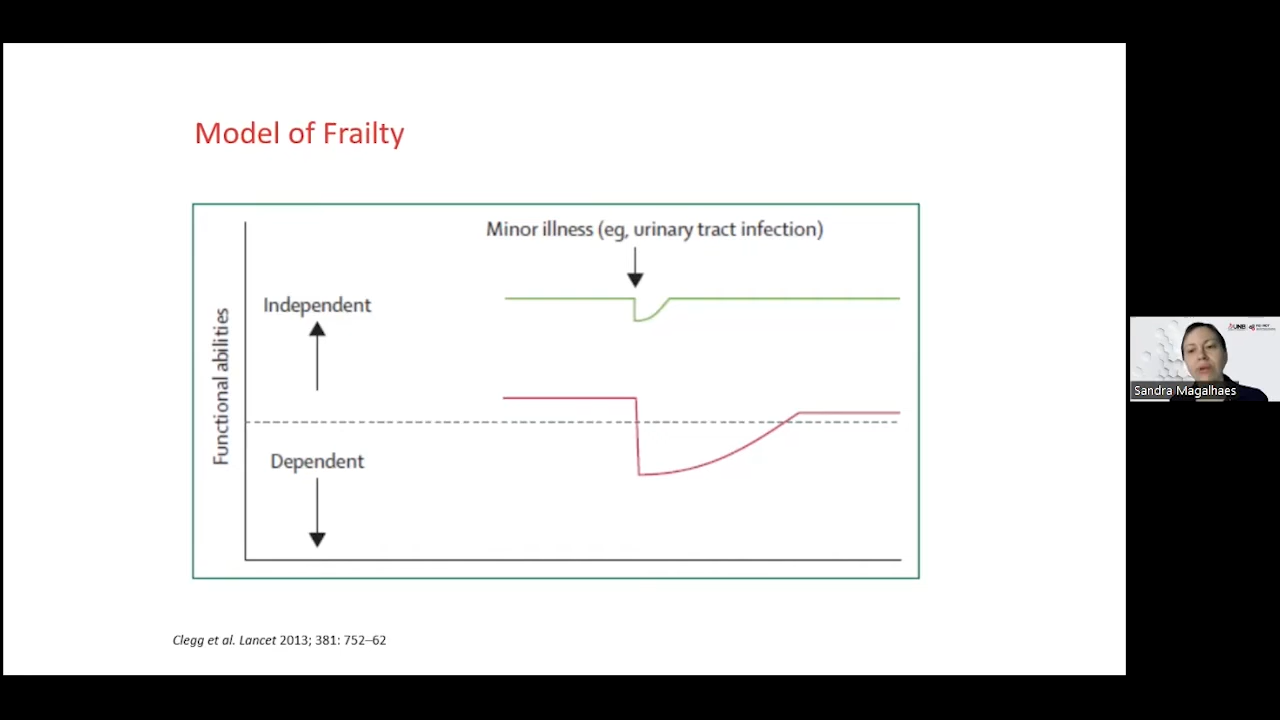 Model of Frailty
Minor illness (eg, urinary tract infection)
Independent
Functional abilities
Dependent
Clegg et al. Lancet 2013; 381: 752–62
UNB
Sandra Magalhaes